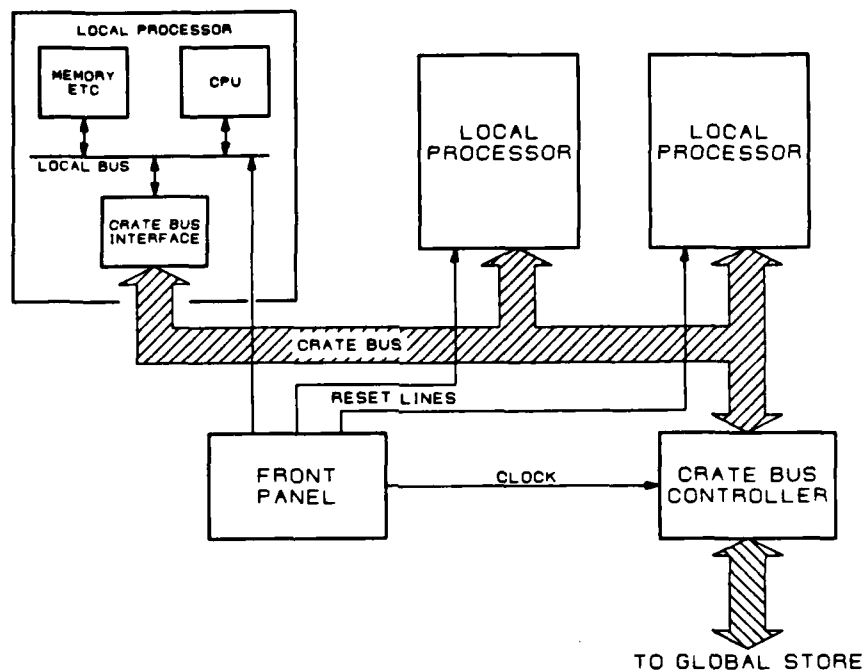 LOCAL PROCESSOR
MEMORY
ETC
CPU
LOCAL BUS
CRATE BUS
INTERFACE
LOCAL
PROCESSOR
LOCAL
PROCESSOR
CRATE BUS
RESET LINES
FRONT
PANEL
CLOCK
CRATE BUS
CONTROLLER
TO GLOBAL STORE